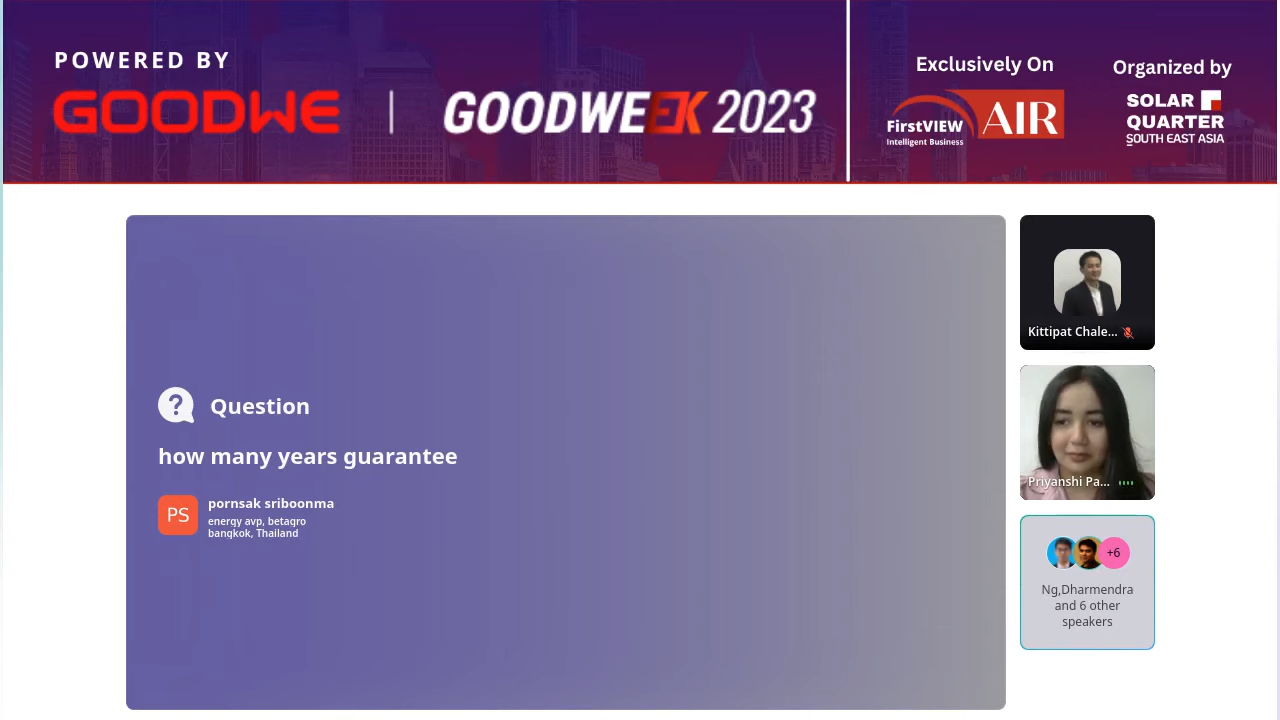 POWERED BY
GOODWE
GOODWEEK 2023
Exclusively On
FirstVIEW
Intelligent Business
AIR
Organized by
SOLAR
QUARTER
SOUTH EAST ASIA
Question
how many years guarantee
PS
pornsak sriboonma
energy avp, betagro
bangkok, Thailand
Kittipat Chale...
Priyanshi Pa...
+6
Ng,Dharmendra
and 6 other
speakers